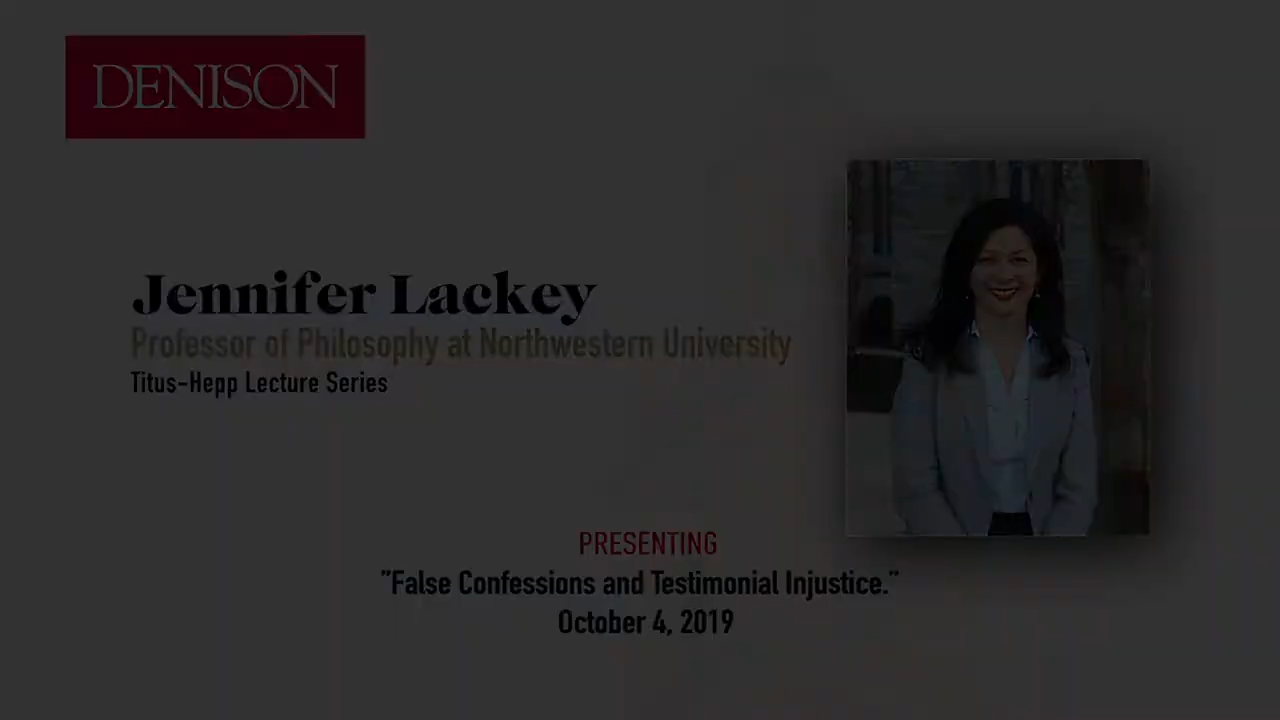 DENISON
Jennifer Lackey
Professor of Philosophy at Northwestern University
Titus-Hepp Lecture Series
PRESENTING
”False Confessions and Testimonial Injustice.”
October 4, 2019